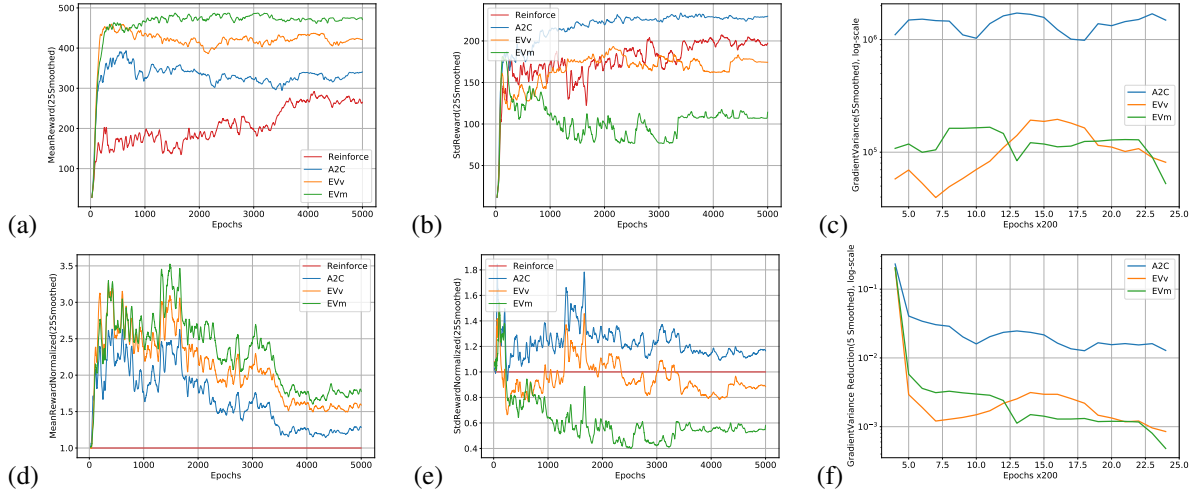 MeanReward(25Smoothed)
500
400
300
200
100
0
1000
2000
3000
4000
5000
Epochs
Reinforce
A2C
EVv
EVm
(a)
StdReward(25Smoothed)
200
150
100
50
0
1000
2000
3000
4000
5000
Epochs
Reinforce
A2C
EVv
EVm
(b)
GradientVariance(5Smoothed), log-scale
10⁶
10⁵
5.0
7.5
10.0
12.5
15.0
17.5
20.0
22.5
25.0
Epochs x200
A2C
EVv
EVm
(c)
MeanRewardNormalized(25Smoothed)
3.5
3.0
2.5
2.0
1.5
1.0
0
1000
2000
3000
4000
5000
Epochs
Reinforce
A2C
EVv
EVm
(d)
StdRewardNormalized(25Smoothed)
1.8
1.6
1.4
1.2
1.0
0.8
0.6
0.4
0
1000
2000
3000
4000
5000
Epochs
Reinforce
A2C
EVv
EVm
(e)
GradientVariance Reduction(5 Smoothed), log-scale
10⁻¹
10⁻²
10⁻³
5.0
7.5
10.0
12.5
15.0
17.5
20.0
22.5
25.0
Epochs x200
A2C
EVv
EVm
(f)